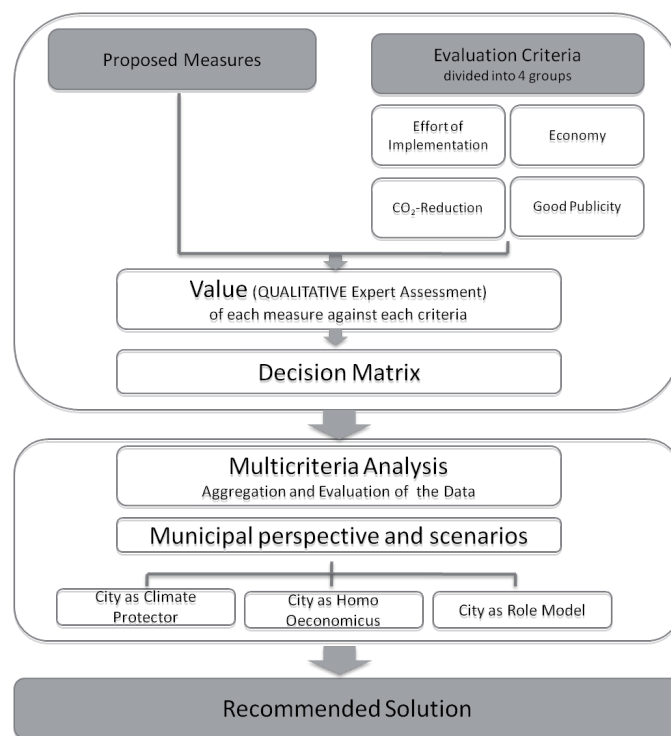 Proposed Measures
Evaluation Criteria
divided into 4 groups
Effort of
Implementation
Economy
CO₂-Reduction
Good Publicity
Value (QUALITATIVE Expert Assessment)
of each measure against each criteria
Decision Matrix
Multicriteria Analysis
Aggregation and Evaluation of the Data
Municipal perspective and scenarios
City as Climate
Protector
City as Homo
Oeconomicus
City as Role Model
Recommended Solution